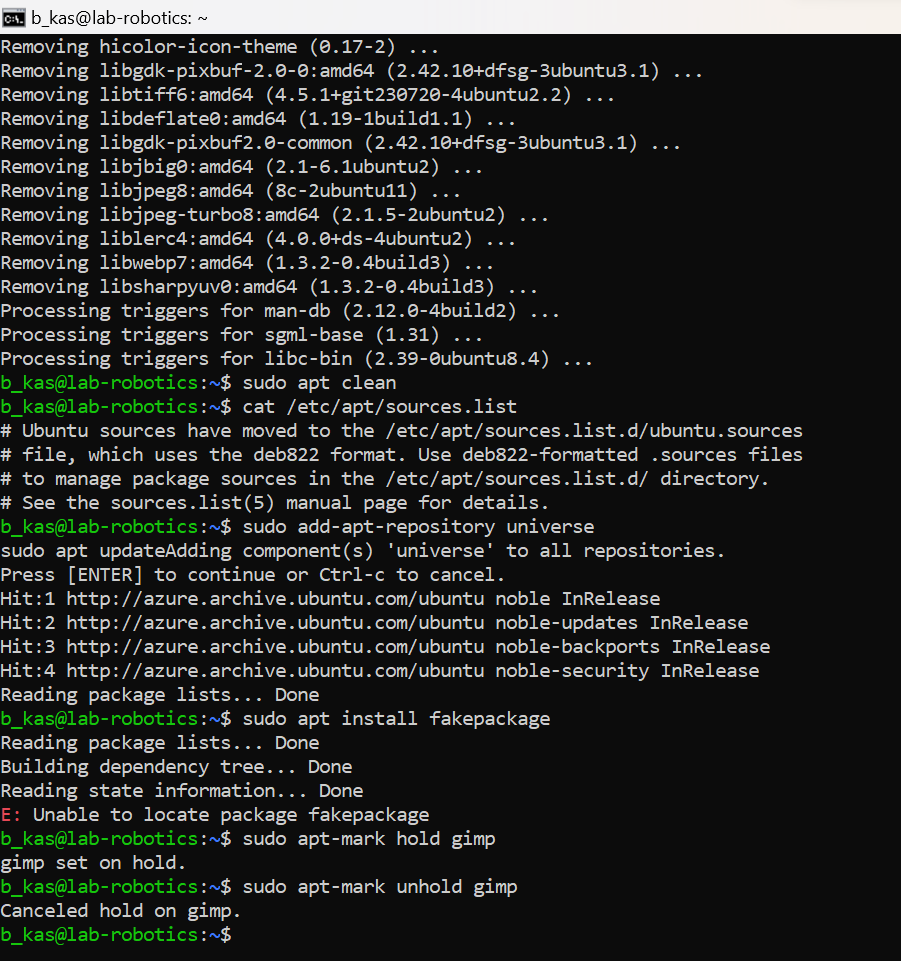 b_kas@lab-robotics: ~
Removing hicolor-icon-theme (0.17-2) ...
Removing libgdk-pixbuf-2.0-0:amd64 (2.42.10+dfsg-3ubuntu3.1) ...
Removing libtiff6:amd64 (4.5.1+git230720-4ubuntu2.2) ...
Removing libdeflate0:amd64 (1.19-1build1.1) ...
Removing libgdk-pixbuf2.0-common (2.42.10+dfsg-3ubuntu3.1) ...
Removing libjbig0:amd64 (2.1-6.1ubuntu2) ...
Removing libjpeg8:amd64 (8c-2ubuntu11) ...
Removing libjpeg-turbo8:amd64 (2.1.5-2ubuntu2) ...
Removing liblerc4:amd64 (4.0.0+ds-4ubuntu2) ...
Removing libwebp7:amd64 (1.3.2-0.4build3) ...
Removing libsharpyuv0:amd64 (1.3.2-0.4build3) ...
Processing triggers for man-db (2.12.0-4build2) ...
Processing triggers for sgml-base (1.31) ...
Processing triggers for libc-bin (2.39-0ubuntu8.4) ...
b_kas@lab-robotics:~$ sudo apt clean
b_kas@lab-robotics:~$ cat /etc/apt/sources.list
# Ubuntu sources have moved to the /etc/apt/sources.list.d/ubuntu.sources
# file, which uses the deb822 format. Use deb822-formatted .sources files
# to manage package sources in the /etc/apt/sources.list.d/ directory.
# See the sources.list(5) manual page for details.
b_kas@lab-robotics:~$ sudo add-apt-repository universe
sudo apt updateAdding component(s) 'universe' to all repositories.
Press [ENTER] to continue or Ctrl-c to cancel.
Hit:1 http://azure.archive.ubuntu.com/ubuntu noble InRelease
Hit:2 http://azure.archive.ubuntu.com/ubuntu noble-updates InRelease
Hit:3 http://azure.archive.ubuntu.com/ubuntu noble-backports InRelease
Hit:4 http://azure.archive.ubuntu.com/ubuntu noble-security InRelease
Reading package lists... Done
b_kas@lab-robotics:~$ sudo apt install fakepackage
Reading package lists... Done
Building dependency tree... Done
Reading state information... Done
E: Unable to locate package fakepackage
b_kas@lab-robotics:~$ sudo apt-mark hold gimp
gimp set on hold.
b_kas@lab-robotics:~$ sudo apt-mark unhold gimp
Canceled hold on gimp.
b_kas@lab-robotics:~$